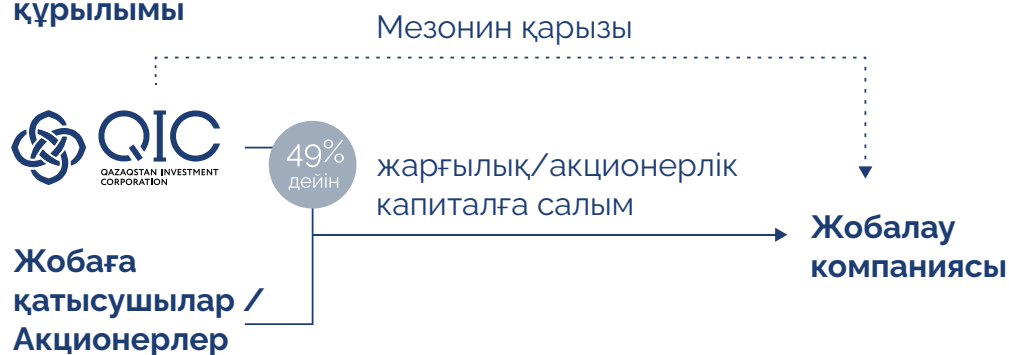 құрылымы
Мезонин қарызы
QIC
QAZAQSTAN INVESTMENT
CORPORATION
49%
дейін
жарғылық/акционерлік
капиталға салым
Жобалау
компаниясы
Жобаға
қатысушылар /
Акционерлер